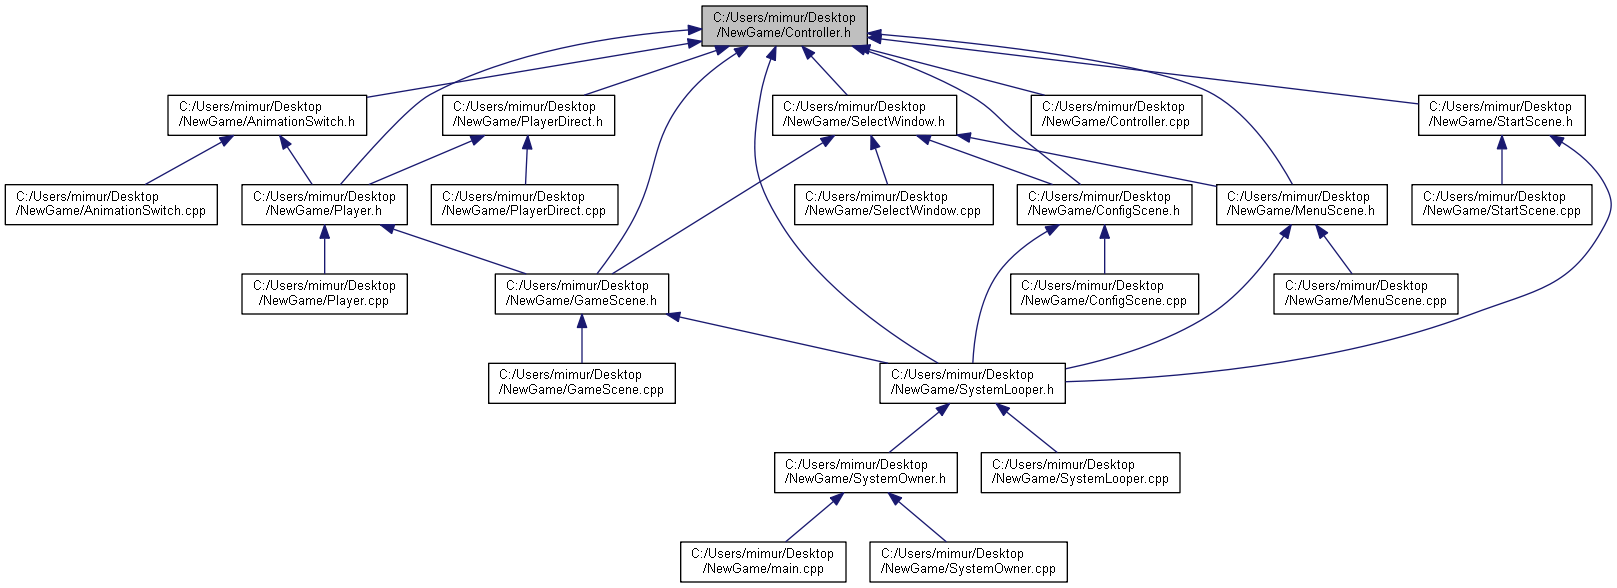 C:/Users/mimur/Desktop
/NewGame/Controller.h
C:/Users/mimur/Desktop
/NewGame/AnimationSwitch.h
C:/Users/mimur/Desktop
/NewGame/PlayerDirect.h
C:/Users/mimur/Desktop
/NewGame/SelectWindow.h
C:/Users/mimur/Desktop
/NewGame/Controller.cpp
C:/Users/mimur/Desktop
/NewGame/StartScene.h
C:/Users/mimur/Desktop
/NewGame/AnimationSwitch.cpp
C:/Users/mimur/Desktop
/NewGame/Player.h
C:/Users/mimur/Desktop
/NewGame/PlayerDirect.cpp
C:/Users/mimur/Desktop
/NewGame/SelectWindow.cpp
C:/Users/mimur/Desktop
/NewGame/ConfigScene.h
C:/Users/mimur/Desktop
/NewGame/MenuScene.h
C:/Users/mimur/Desktop
/NewGame/StartScene.cpp
C:/Users/mimur/Desktop
/NewGame/Player.cpp
C:/Users/mimur/Desktop
/NewGame/GameScene.h
C:/Users/mimur/Desktop
/NewGame/ConfigScene.cpp
C:/Users/mimur/Desktop
/NewGame/MenuScene.cpp
C:/Users/mimur/Desktop
/NewGame/GameScene.cpp
C:/Users/mimur/Desktop
/NewGame/SystemLooper.h
C:/Users/mimur/Desktop
/NewGame/SystemOwner.h
C:/Users/mimur/Desktop
/NewGame/SystemLooper.cpp
C:/Users/mimur/Desktop
/NewGame/main.cpp
C:/Users/mimur/Desktop
/NewGame/SystemOwner.cpp